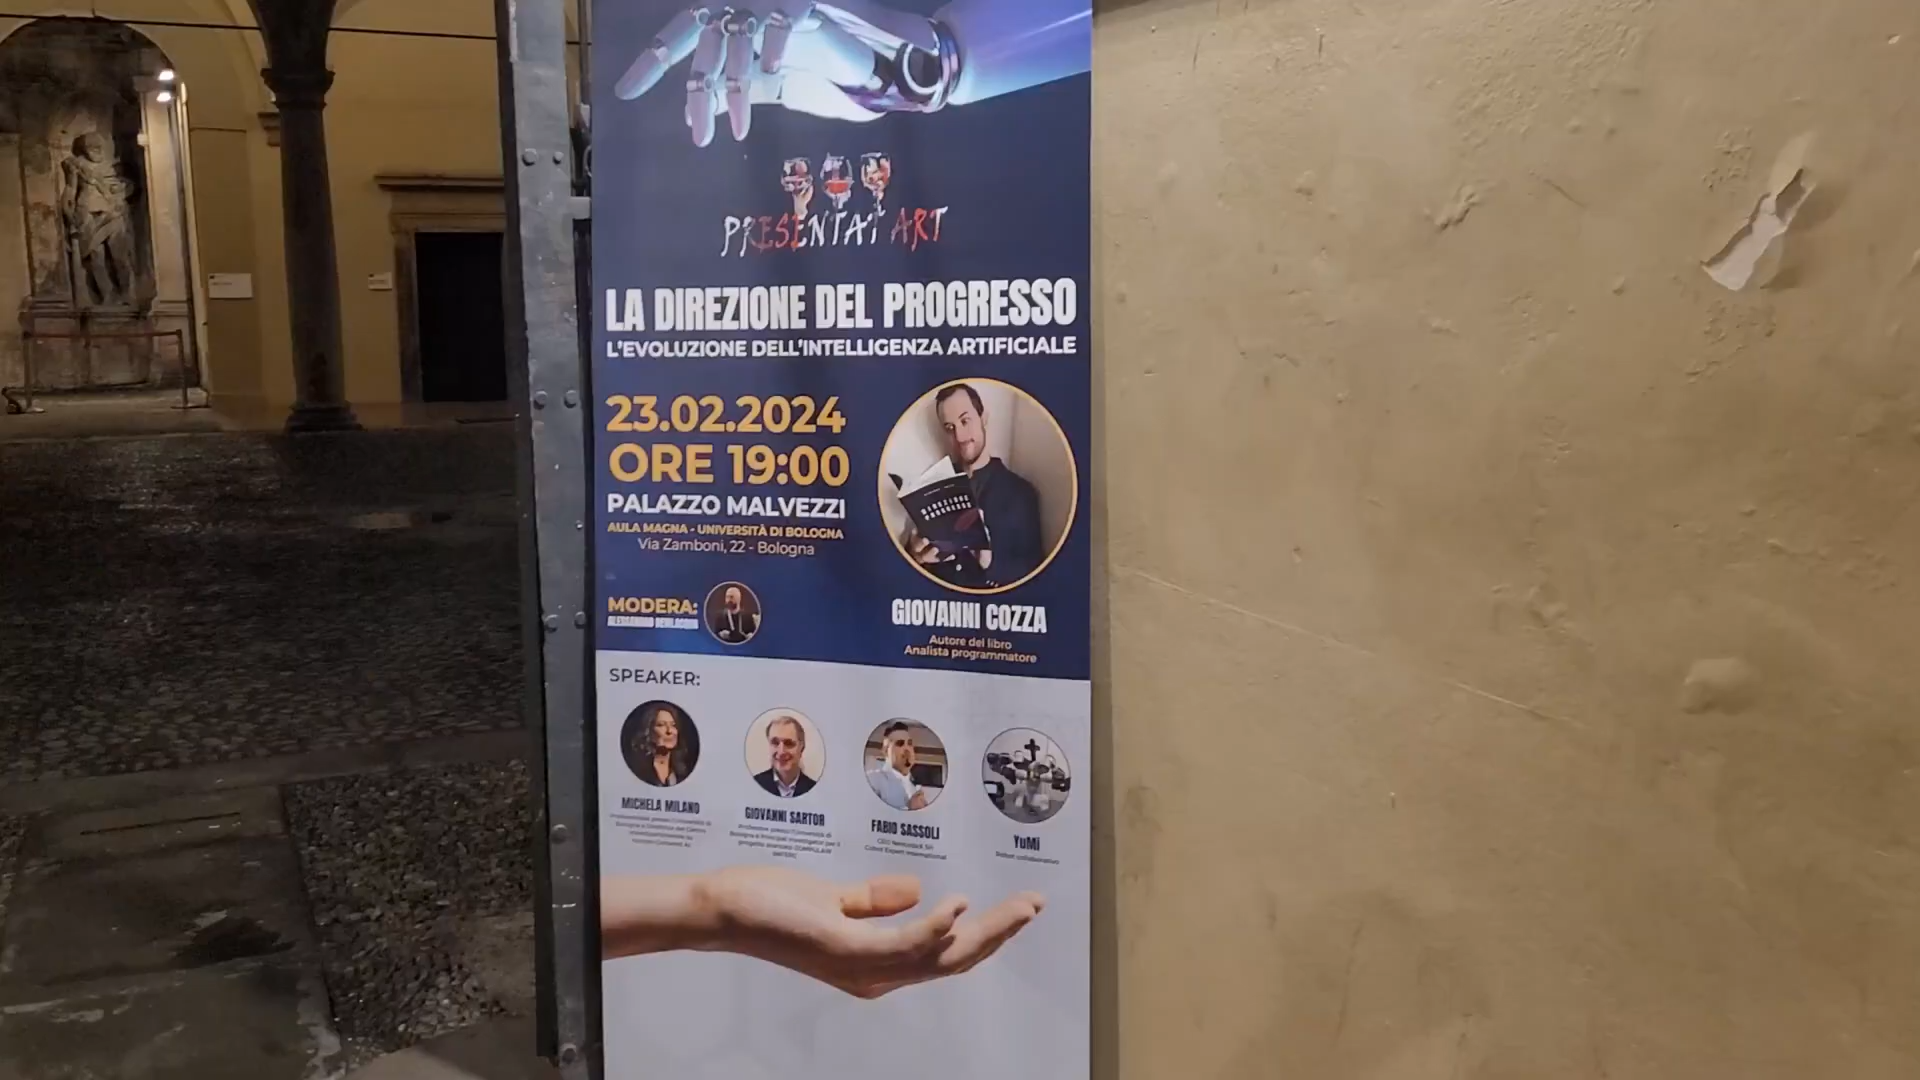 PRESENTAT ART
LA DIREZIONE DEL PROGRESSO
L'EVOLUZIONE DELL'INTELLIGENZA ARTIFICIALE
23.02.2024
ORE 19:00
PALAZZO MALVEZZI
AULA MAGNA - UNIVERSITÀ DI BOLOGNA
Via Zamboni, 22 - Bologna
MODERA:
GIOVANNI COZZA
Autore del libro
Analista programmatore
SPEAKER:
MICHELA MILANO
GIOVANNI SARTOR
FABIO SASSOLI
YuMi
Robot collaborativo